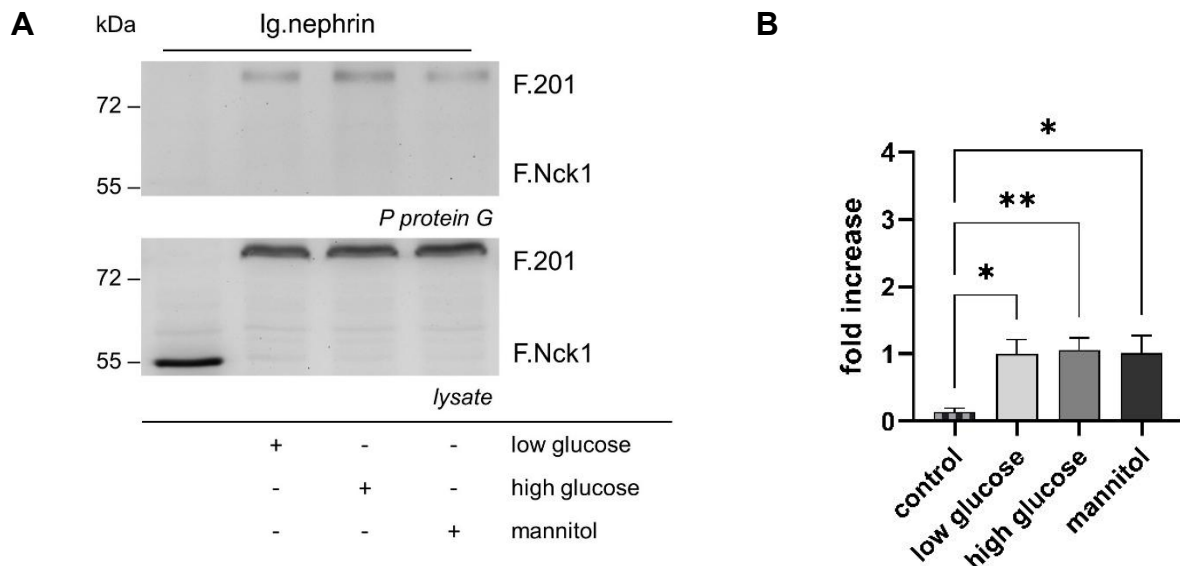 A
kDa
Ig.nephrin
F.201
72
F.Nck1
55
P protein G
F.201
72
F.Nck1
55
lysate
+ - - low glucose
- + - high glucose
- - + mannitol
B
fold increase
4
3
2
1
0
*
**
*
control
low glucose
high glucose
mannitol